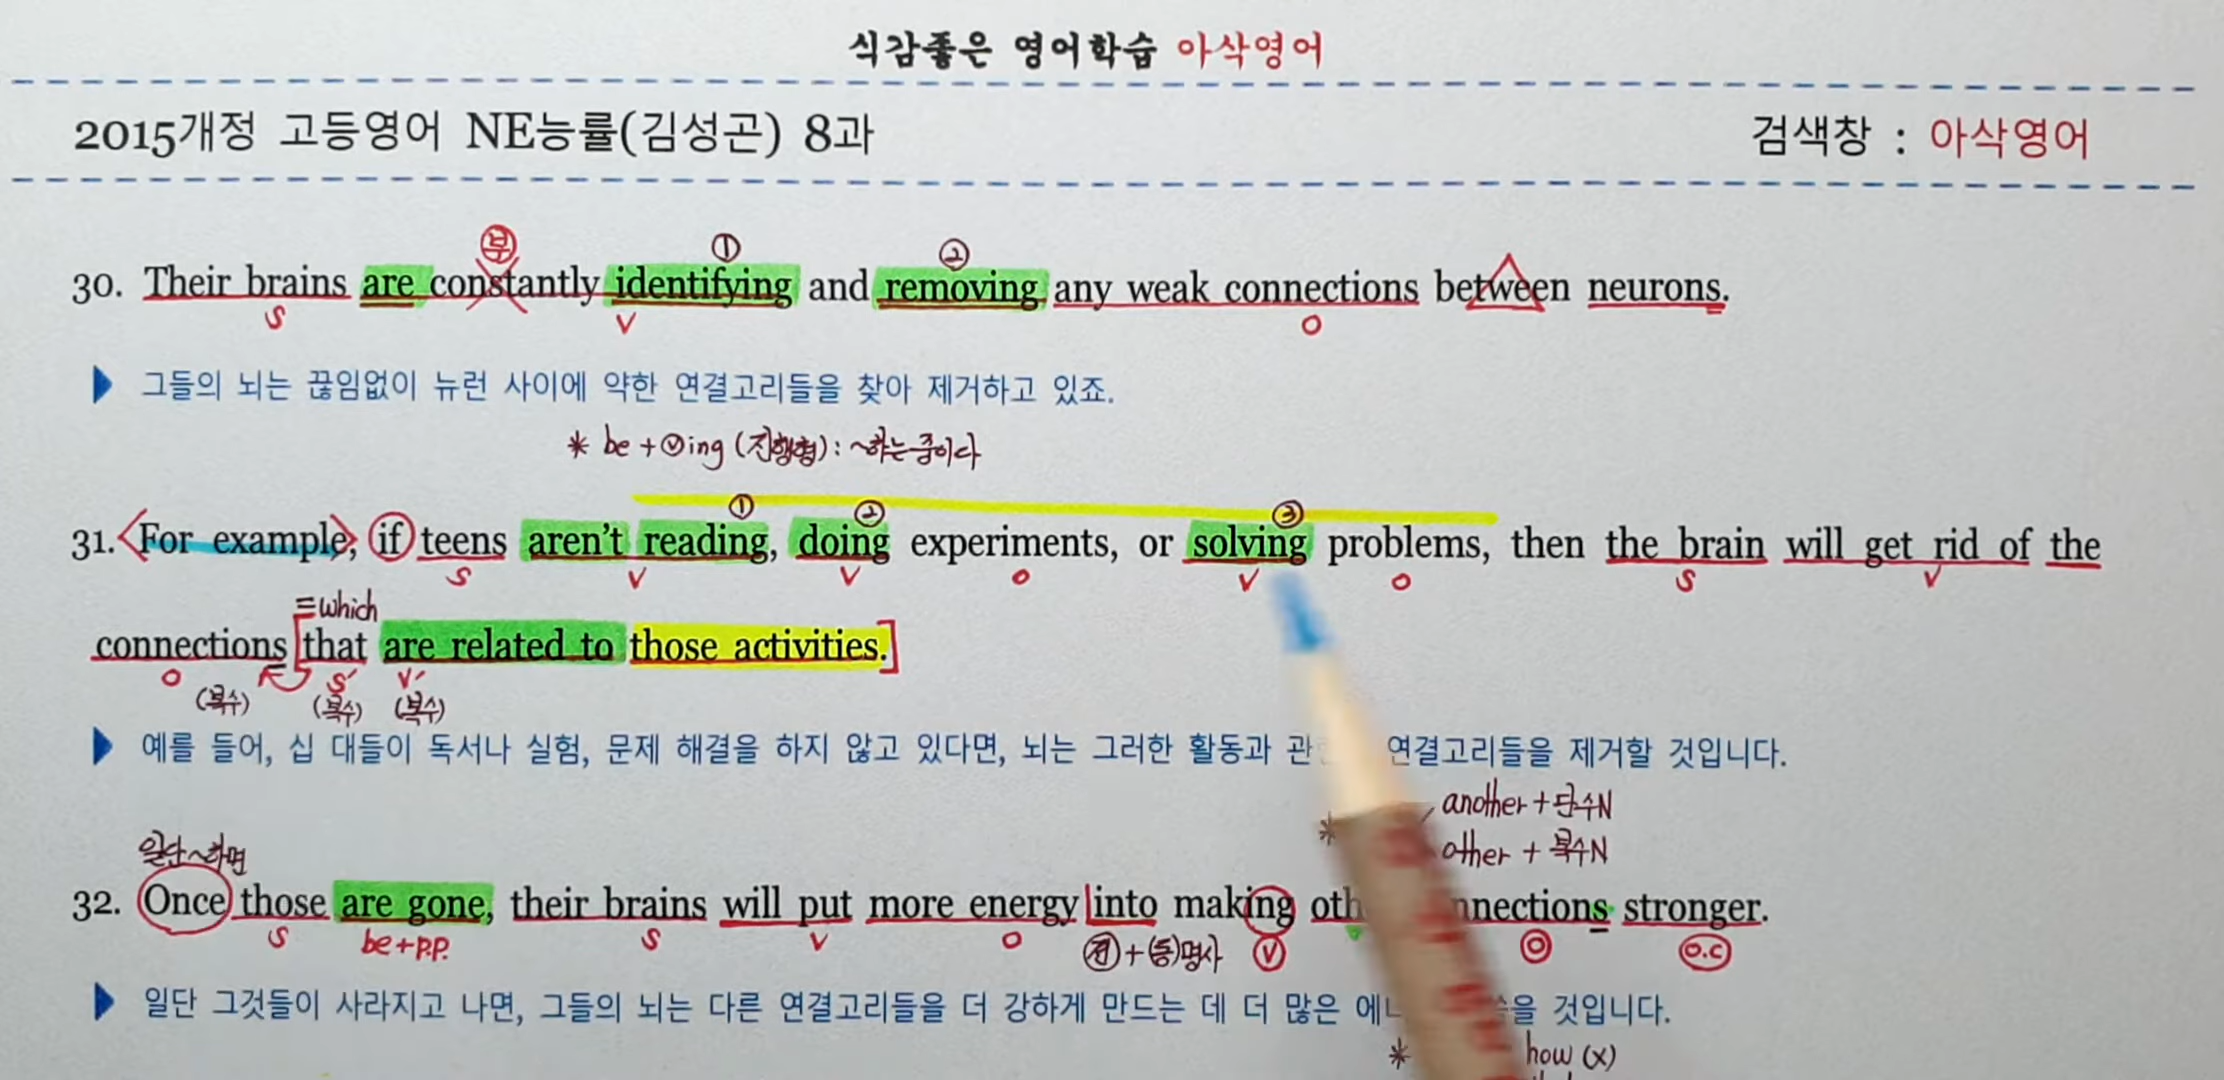 식감좋은 영어학습 아삭영어
2015개정 고등영어 NE능률(김성곤) 8과 검색창 : 아삭영어
부 ① ②
30. Their brains are constantly identifying and removing any weak connections between neurons.
S V O
그들의 뇌는 끊임없이 뉴런 사이에 약한 연결고리들을 찾아 제거하고 있죠.
* be + ⓥing (진행형) : ~하는 중이다
① ② ③
31. <For example>, if teens aren't reading, doing experiments, or solving problems, then the brain will get rid of the
S V V O V O S V
=which
connections [that are related to those activities.]
O S' V'
(복수) (복수) (복수)
예를 들어, 십 대들이 독서나 실험, 문제 해결을 하지 않고 있다면, 뇌는 그러한 활동과 연결고리들을 제거할 것입니다.
* another + 단수N
other + 복수N
일단~하면
32. Once those are gone, their brains will put more energy into making stronger.
S be+p.p. S V O 전+(동)명사 V O O.C
일단 그것들이 사라지고 나면, 그들의 뇌는 다른 연결고리들을 더 강하게 만드는 데 더 많은 것입니다.
* how (x)